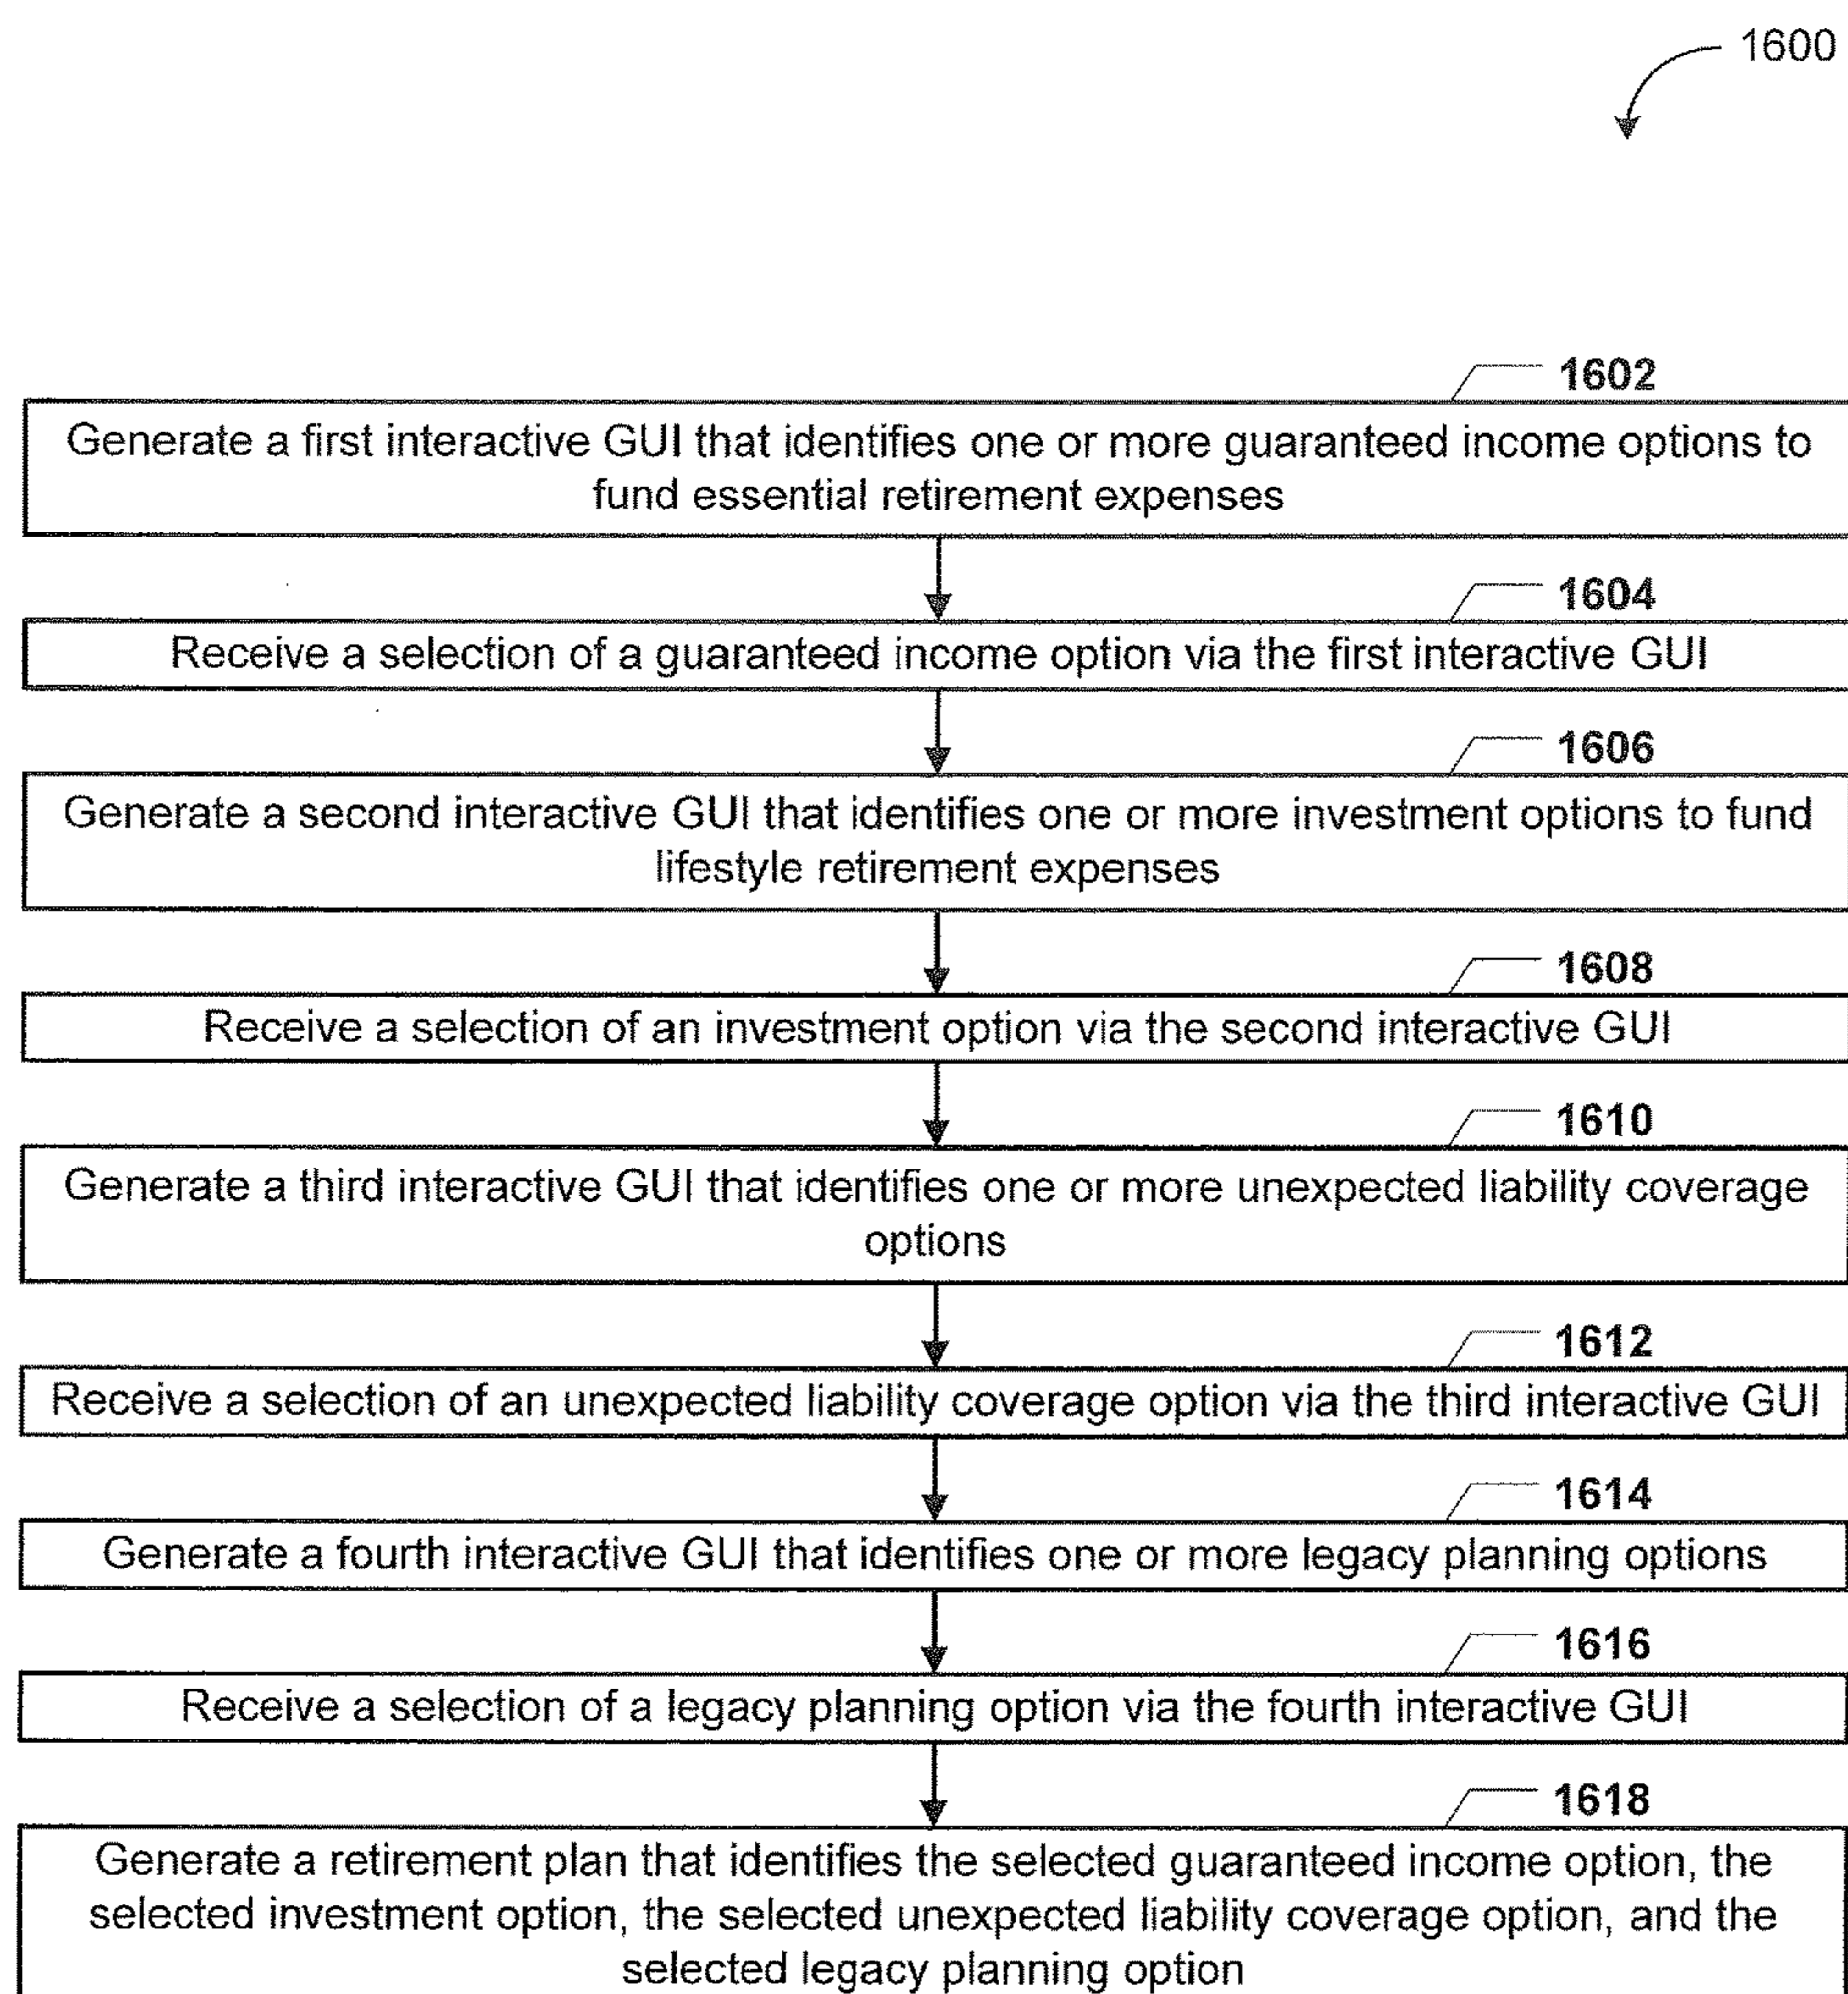 1600
1602
Generate a first interactive GUI that identifies one or more guaranteed income options to
fund essential retirement expenses
1604
Receive a selection of a guaranteed income option via the first interactive GUI
1606
Generate a second interactive GUI that identifies one or more investment options to fund
lifestyle retirement expenses
1608
Receive a selection of an investment option via the second interactive GUI
1610
Generate a third interactive GUI that identifies one or more unexpected liability coverage
options
1612
Receive a selection of an unexpected liability coverage option via the third interactive GUI
1614
Generate a fourth interactive GUI that identifies one or more legacy planning options
1616
Receive a selection of a legacy planning option via the fourth interactive GUI
1618
Generate a retirement plan that identifies the selected guaranteed income option, the
selected investment option, the selected unexpected liability coverage option, and the
selected legacy planning option